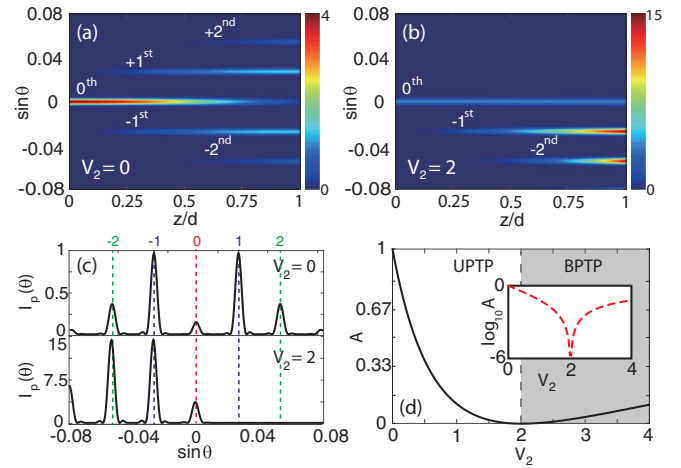 0.08
0.04
0
-0.04
-0.08
sinθ
(a)
+2nd
+1st
0th
-1st
-2nd
V2 = 0
0
0.25
0.5
0.75
1
z/d
4
0
0.08
0.04
0
-0.04
-0.08
sinθ
(b)
0th
-1st
-2nd
V2 = 2
0
0.25
0.5
0.75
1
z/d
15
0
-2
-1
0
1
2
(c)
V2 = 0
1
0.5
0
Ip(θ)
V2 = 2
15
7.5
0
Ip(θ)
-0.08
-0.04
0
0.04
0.08
sinθ
1
0.67
0.33
0
A
UPTP
BPTP
0
-6
log10 A
0
2
4
V2
(d)
0
1
2
3
4
V2